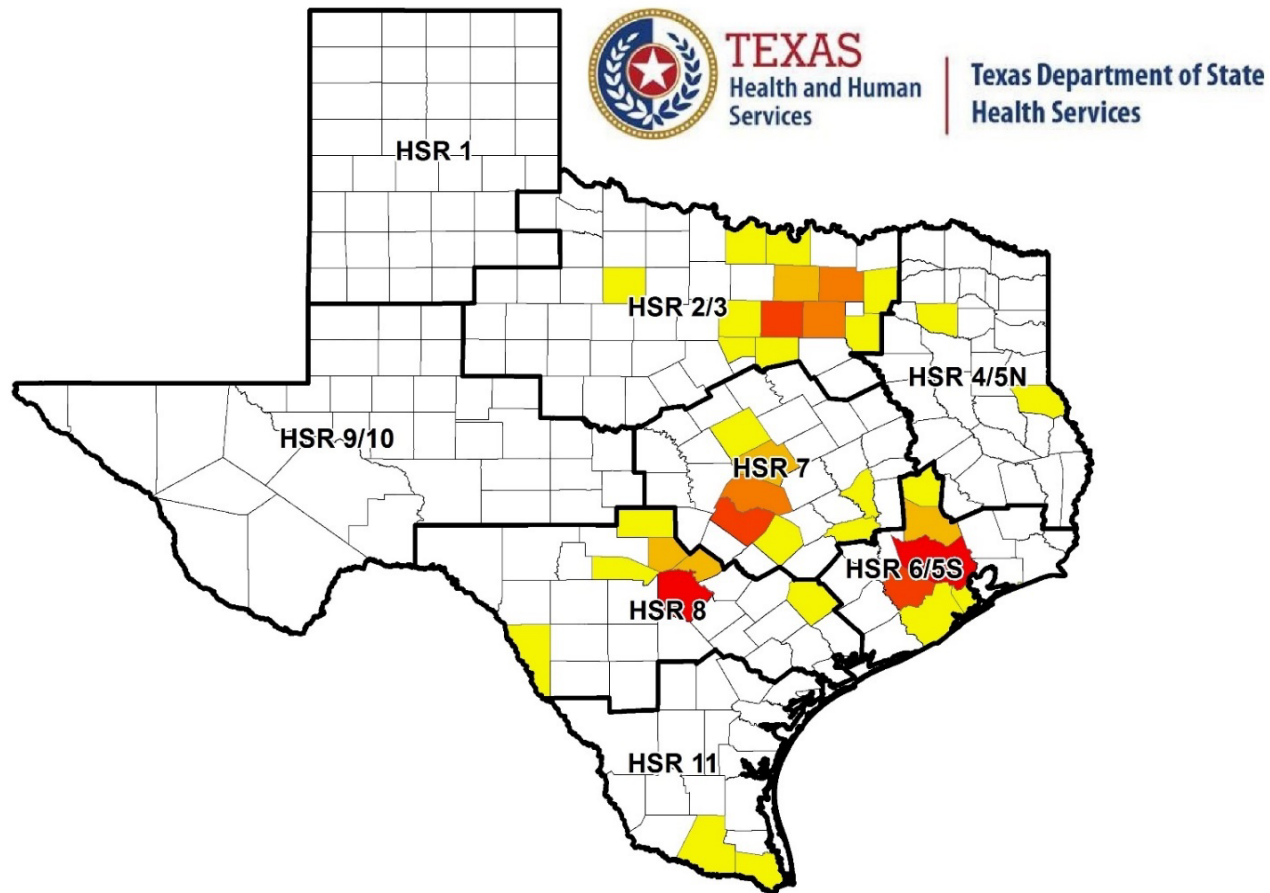 TEXAS
Health and Human
Services
Texas Department of State
Health Services
HSR 1
HSR 2/3
HSR 4/5N
HSR 9/10
HSR 7
HSR 6/5S
HSR 8
HSR 11